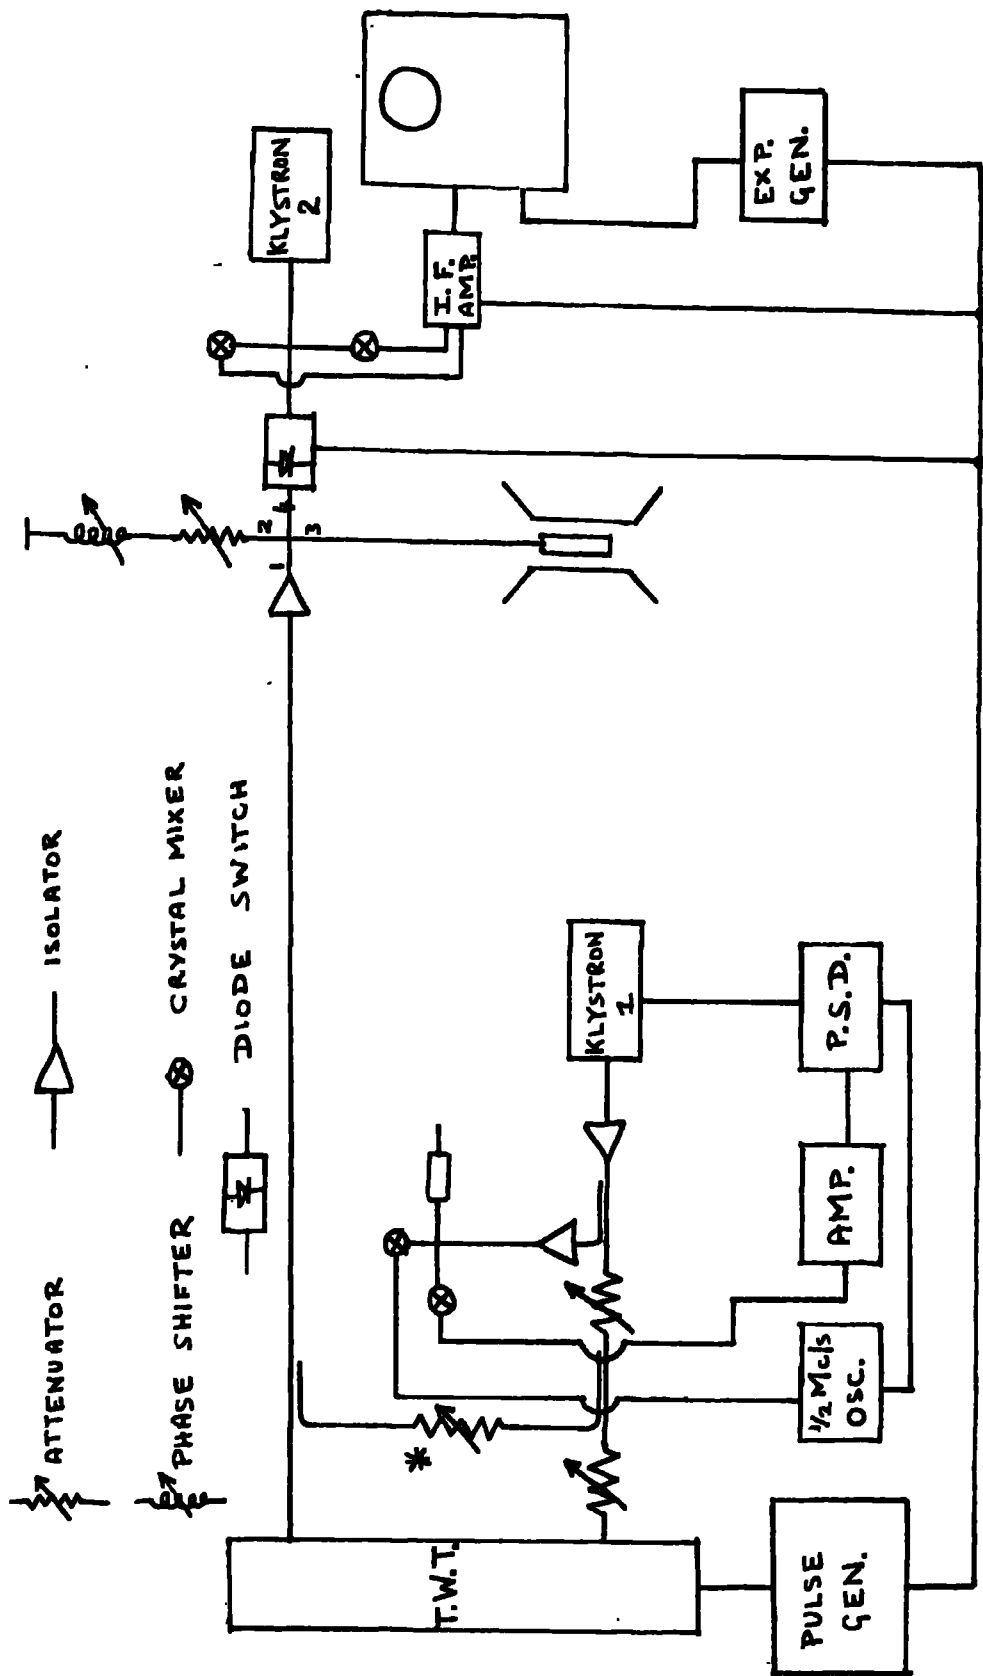 ATTENUATOR
ISOLATOR
PHASE SHIFTER
CRYSTAL MIXER
DIODE SWITCH
T.W.T.
*
1
2
3
4
KLYSTRON
2
I.F.
AMP.
KLYSTRON
1
PULSE
GEN.
1/2 Mc/s
OSC.
AMP.
P.S.D.
EXP.
GEN.